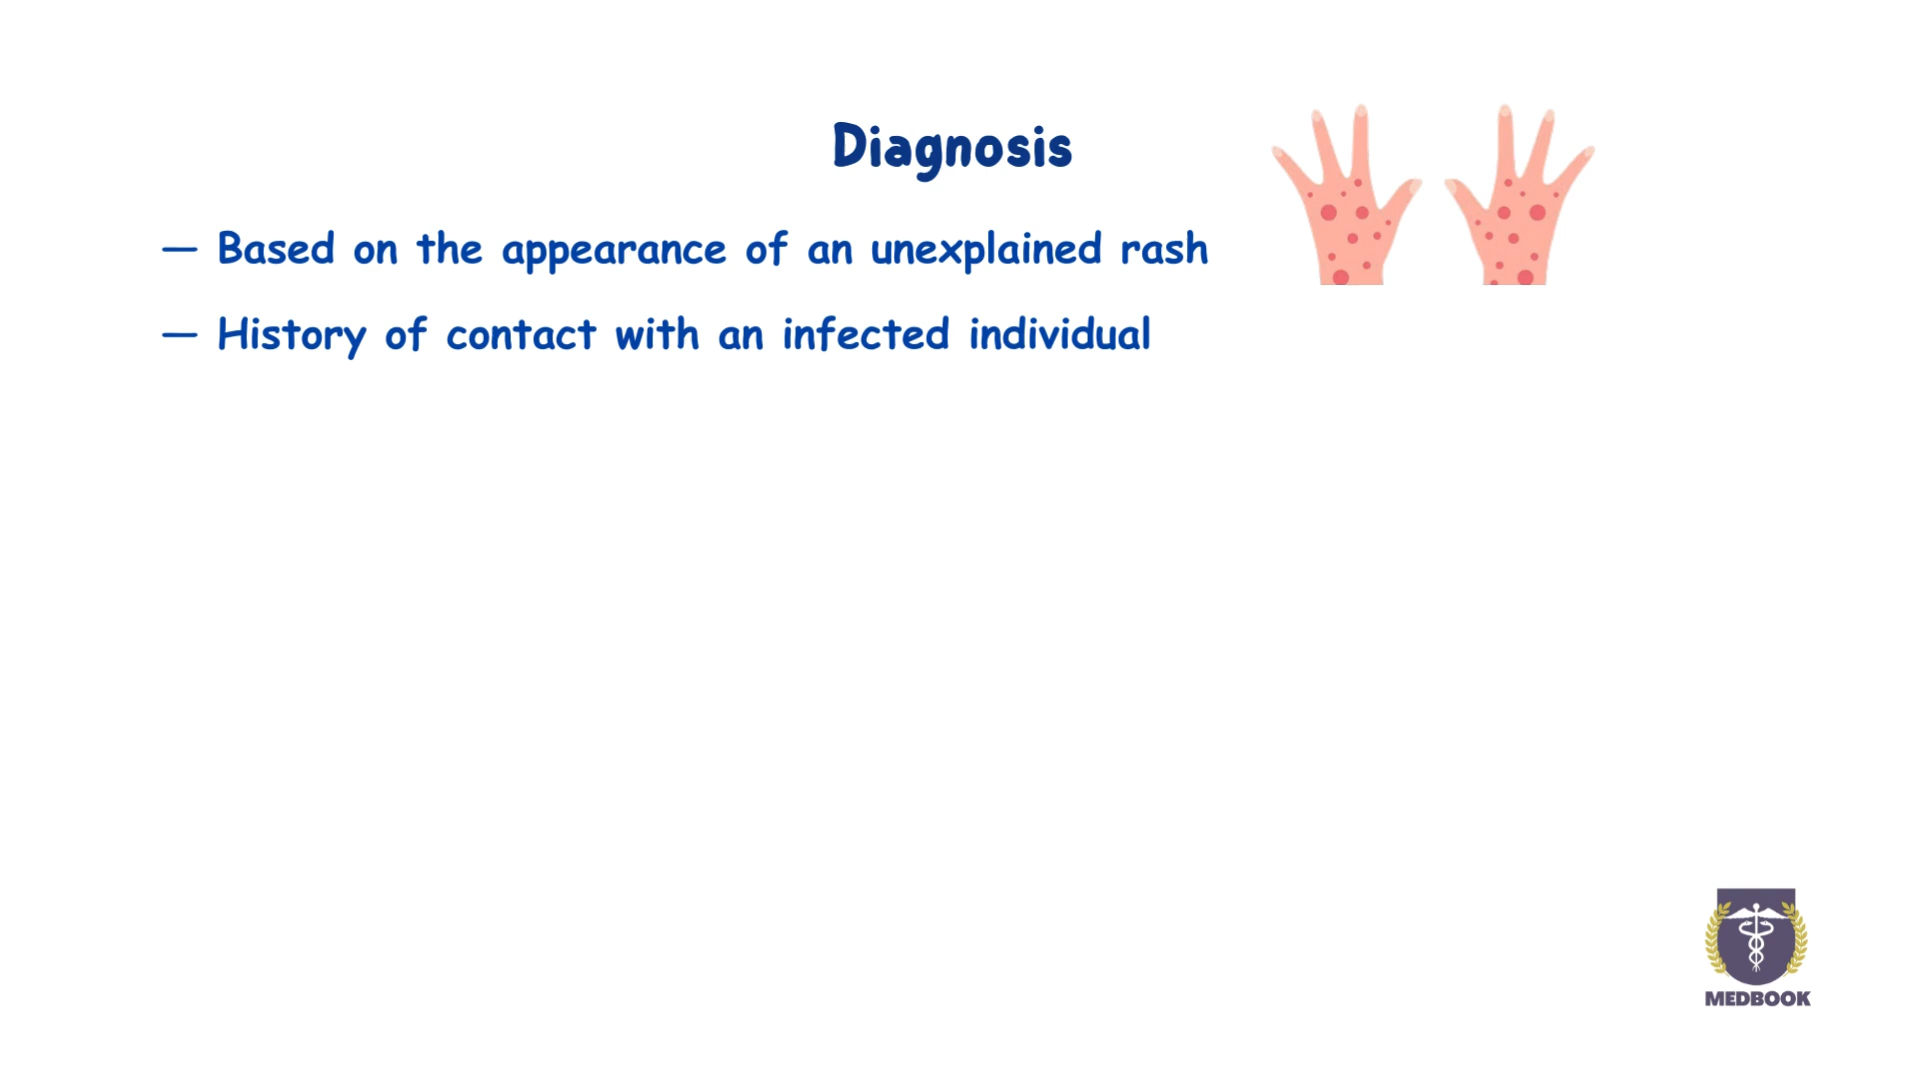 Diagnosis
— Based on the appearance of an unexplained rash
— History of contact with an infected individual
MEDBOOK